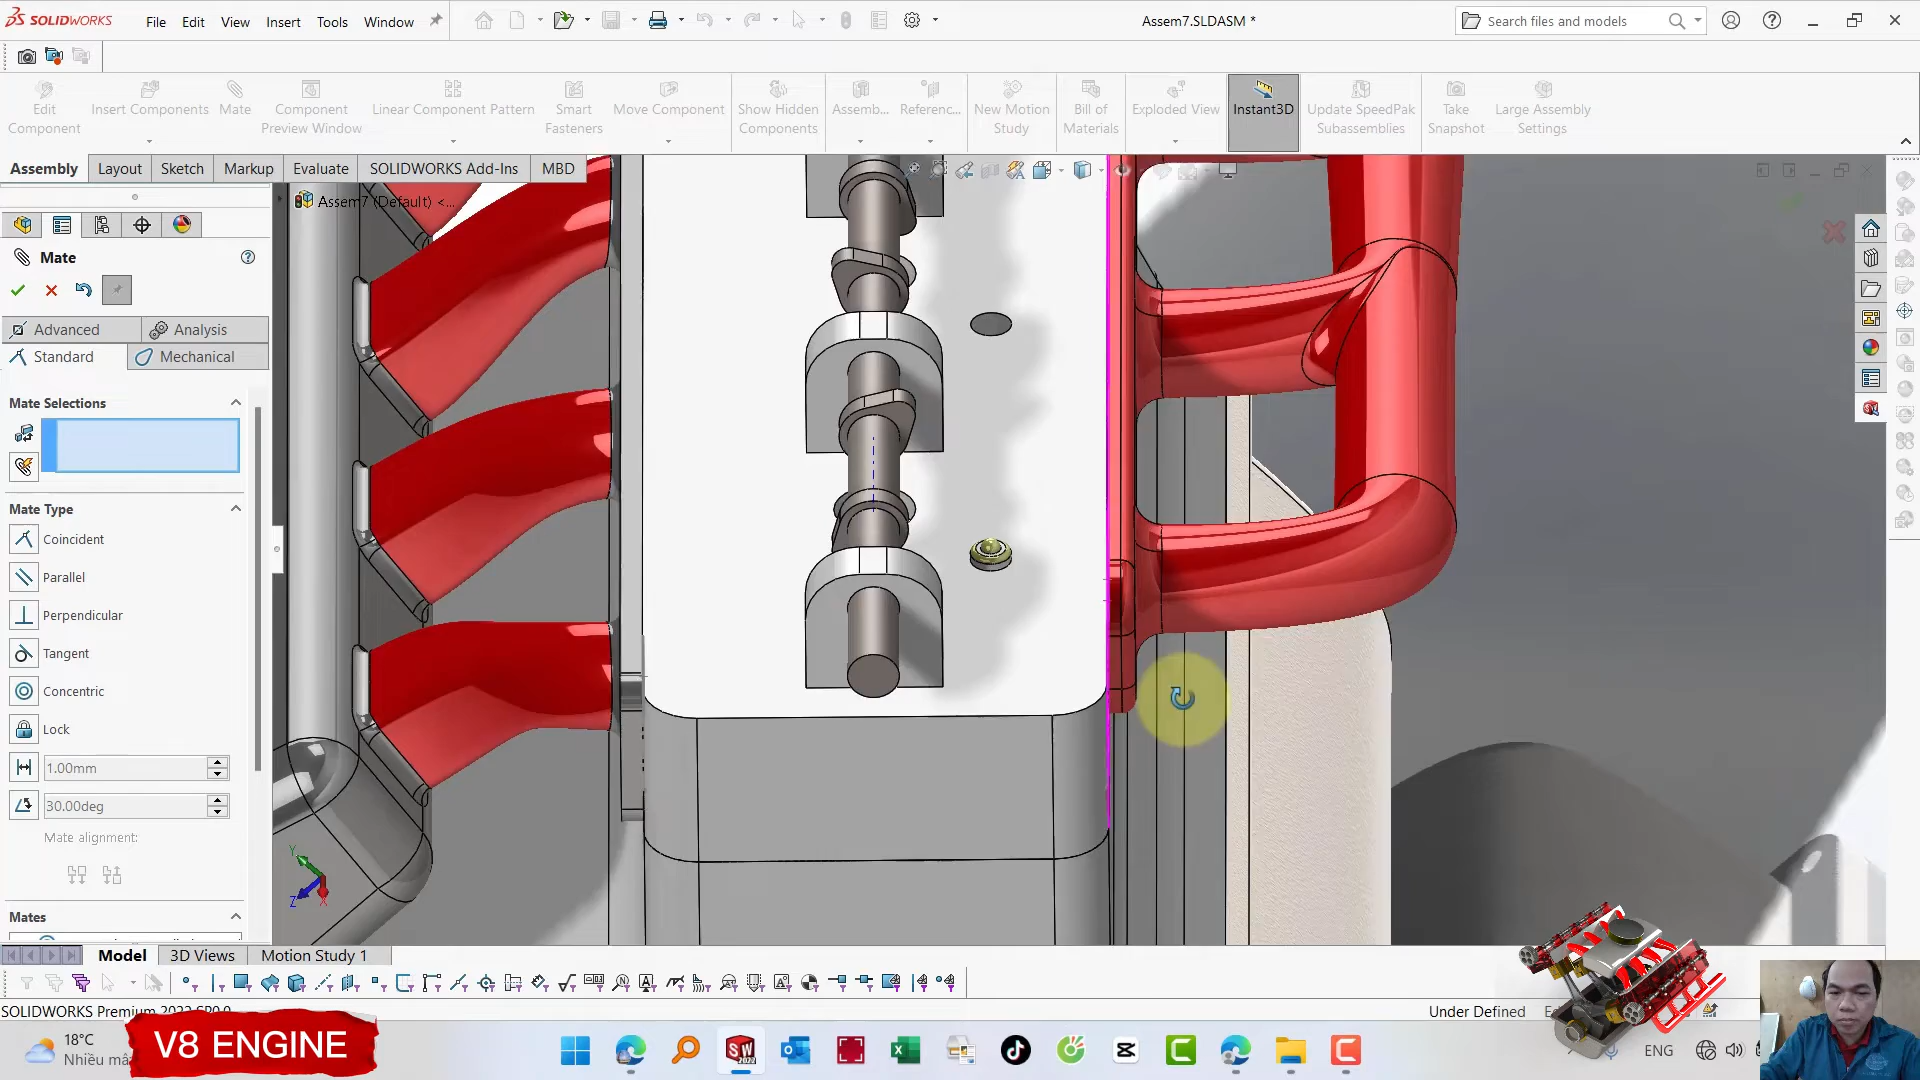 SOLIDWORKS File Edit View Insert Tools Window Assem7.SLDASM * Search files and models
Edit Component Insert Components Mate Component Preview Window Linear Component Pattern Smart Fasteners Move Component Show Hidden Components Assemb... Referenc... New Motion Study Bill of Materials Exploded View Instant3D Update SpeedPak Subassemblies Take Snapshot Large Assembly Settings
Assembly Layout Sketch Markup Evaluate SOLIDWORKS Add-Ins MBD
Assem7 (Default) <...
Mate
Advanced Analysis
Standard Mechanical
Mate Selections
Mate Type
Coincident
Parallel
Perpendicular
Tangent
Concentric
Lock
1.00mm
30.00deg
Mate alignment:
Y
Z X
Mates
Model 3D Views Motion Study 1
SOLIDWORKS Premium 2022 SP0.0 Under Defined
18°C
Nhiều
V8 ENGINE
SW
2022
ENG